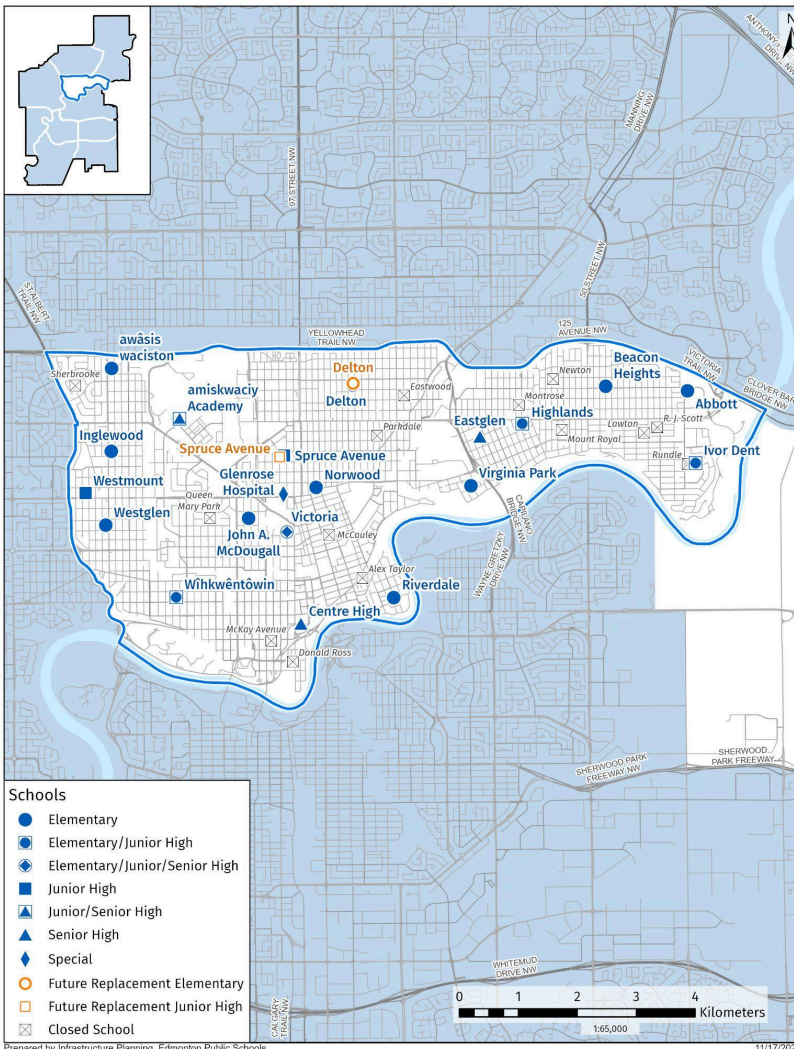 N
ANTHONY
DRIVE NW
MANNING
DRIVE NW
97 STREET NW
50 STREET NW
ST ALBERT
TRAIL NW
YELLOWHEAD
TRAIL NW
125
AVENUE NW
VICTORIA
TRAIL NW
CLOVER BAR
BRIDGE NW
awâsis
waciston
Sherbrooke
Delton
Delton
Eastwood
Newton
Beacon
Heights
Abbott
amiskwaciy
Academy
Montrose
Highlands
Eastglen
Mount Royal
Lawton
R. J. Scott
Parkdale
Inglewood
Spruce Avenue
Spruce Avenue
Rundle
Ivor Dent
Westmount
Glenrose
Hospital
Norwood
Virginia Park
Queen
Mary Park
Westglen
John A.
McDougall
Victoria
McCauley
CAPILANO
BRIDGE NW
WAYNE GRETZKY
DRIVE NW
Alex Taylor
Wîhkwêntôwin
Riverdale
Centre High
McKay Avenue
Donald Ross
SHERWOOD PARK
FREEWAY NW
SHERWOOD
PARK FREEWAY
Schools
Elementary
Elementary/Junior High
Elementary/Junior/Senior High
Junior High
Junior/Senior High
Senior High
Special
Future Replacement Elementary
Future Replacement Junior High
Closed School
WHITEMUD
DRIVE NW
CALGARY
TRAIL NW
0 1 2 3 4
Kilometers
1:65,000
Prepared by Infrastructure Planning, Edmonton Public Schools
11/17/202